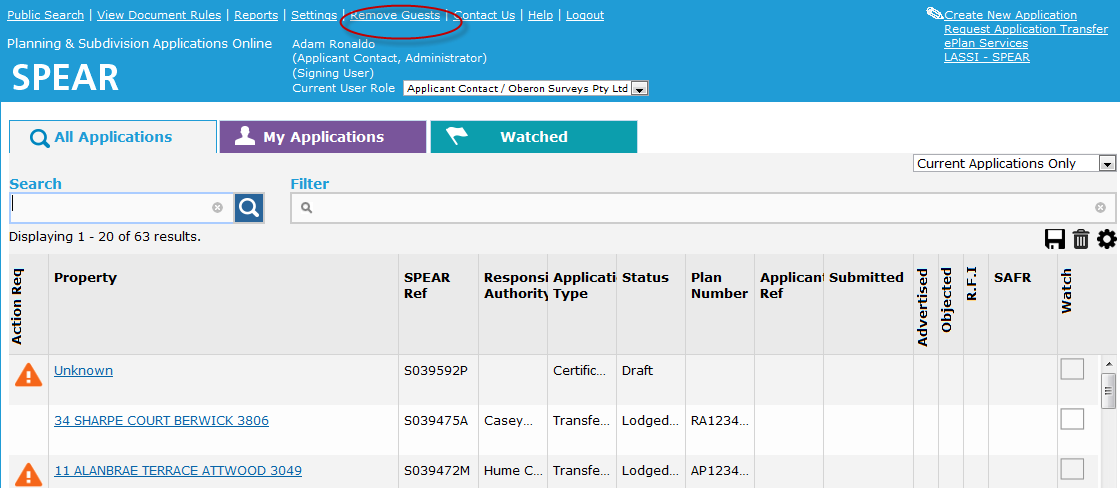 Public Search | View Document Rules | Reports | Settings | Remove Guests | Contact Us | Help | Logout
Create New Application
Request Application Transfer
ePlan Services
LASSI - SPEAR
Planning & Subdivision Applications Online
SPEAR
Adam Ronaldo
(Applicant Contact, Administrator)
(Signing User)
Current User Role Applicant Contact / Oberon Surveys Pty Ltd
All Applications My Applications Watched
Current Applications Only
Search Filter
Displaying 1 - 20 of 63 results.
Action Req Property SPEAR Ref Responsi Authority Applicati Type Status Plan Number Applican Ref Submitted Advertised Objected R.F.I SAFR Watch
Unknown S039592P Certific... Draft
34 SHARPE COURT BERWICK 3806 S039475A Casey... Transfe... Lodged... RA1234...
11 ALANBRAE TERRACE ATTWOOD 3049 S039472M Hume C... Transfe... Lodged... AP1234...